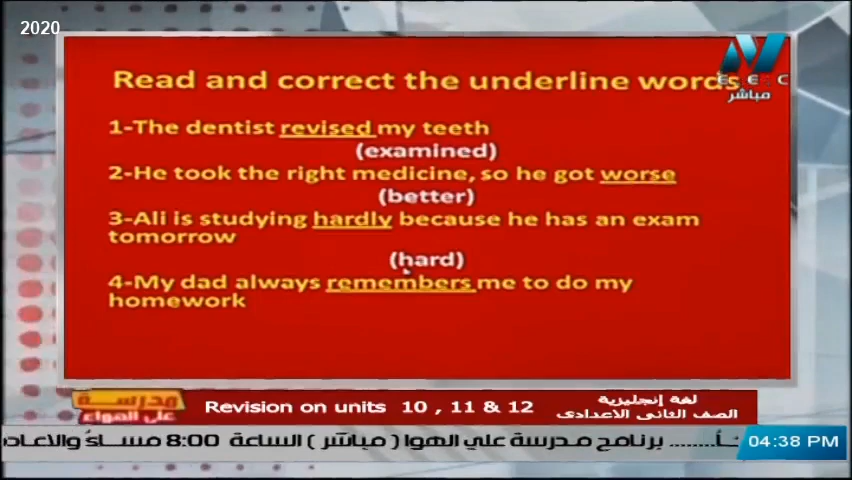 2020
Read and correct the underline words
EEC
مباشر
1-The dentist revised my teeth
(examined)
2-He took the right medicine, so he got worse
(better)
3-Ali is studying hardly because he has an exam
tomorrow
(hard)
4-My dad always remembers me to do my
homework
مدرسة
على الهواء
Revision on units 10 , 11 & 12
لغة إنجليزية
الصف الثانى الاعدادى
برنامج مدرسة علي الهوا ( مباشر ) الساعة 8:00 مساءً والاعاد
04:38 PM